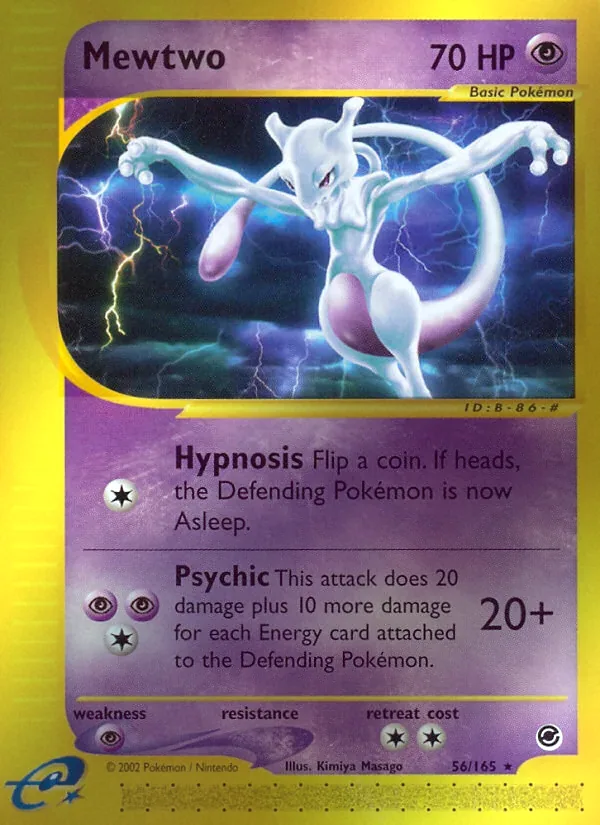 Mewtwo 70 HP
Basic Pokémon
ID:B-86-#
Hypnosis Flip a coin. If heads,
the Defending Pokémon is now
Asleep.
Psychic This attack does 20
damage plus 10 more damage
for each Energy card attached
to the Defending Pokémon.
20+
weakness resistance retreat cost
© 2002 Pokémon / Nintendo Illus. Kimiya Masago 56/165 ★
e